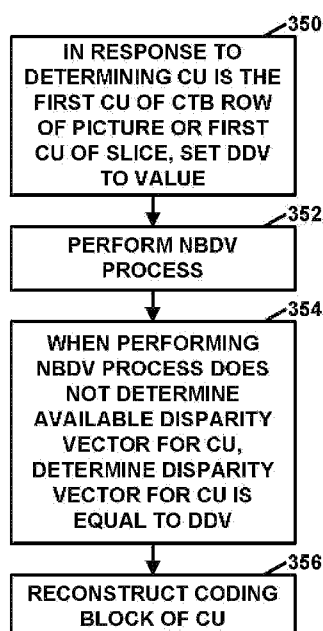 350
IN RESPONSE TO
DETERMINING CU IS THE
FIRST CU OF CTB ROW
OF PICTURE OR FIRST
CU OF SLICE, SET DDV
TO VALUE
352
PERFORM NBDV
PROCESS
354
WHEN PERFORMING
NBDV PROCESS DOES
NOT DETERMINE
AVAILABLE DISPARITY
VECTOR FOR CU,
DETERMINE DISPARITY
VECTOR FOR CU IS
EQUAL TO DDV
356
RECONSTRUCT CODING
BLOCK OF CU